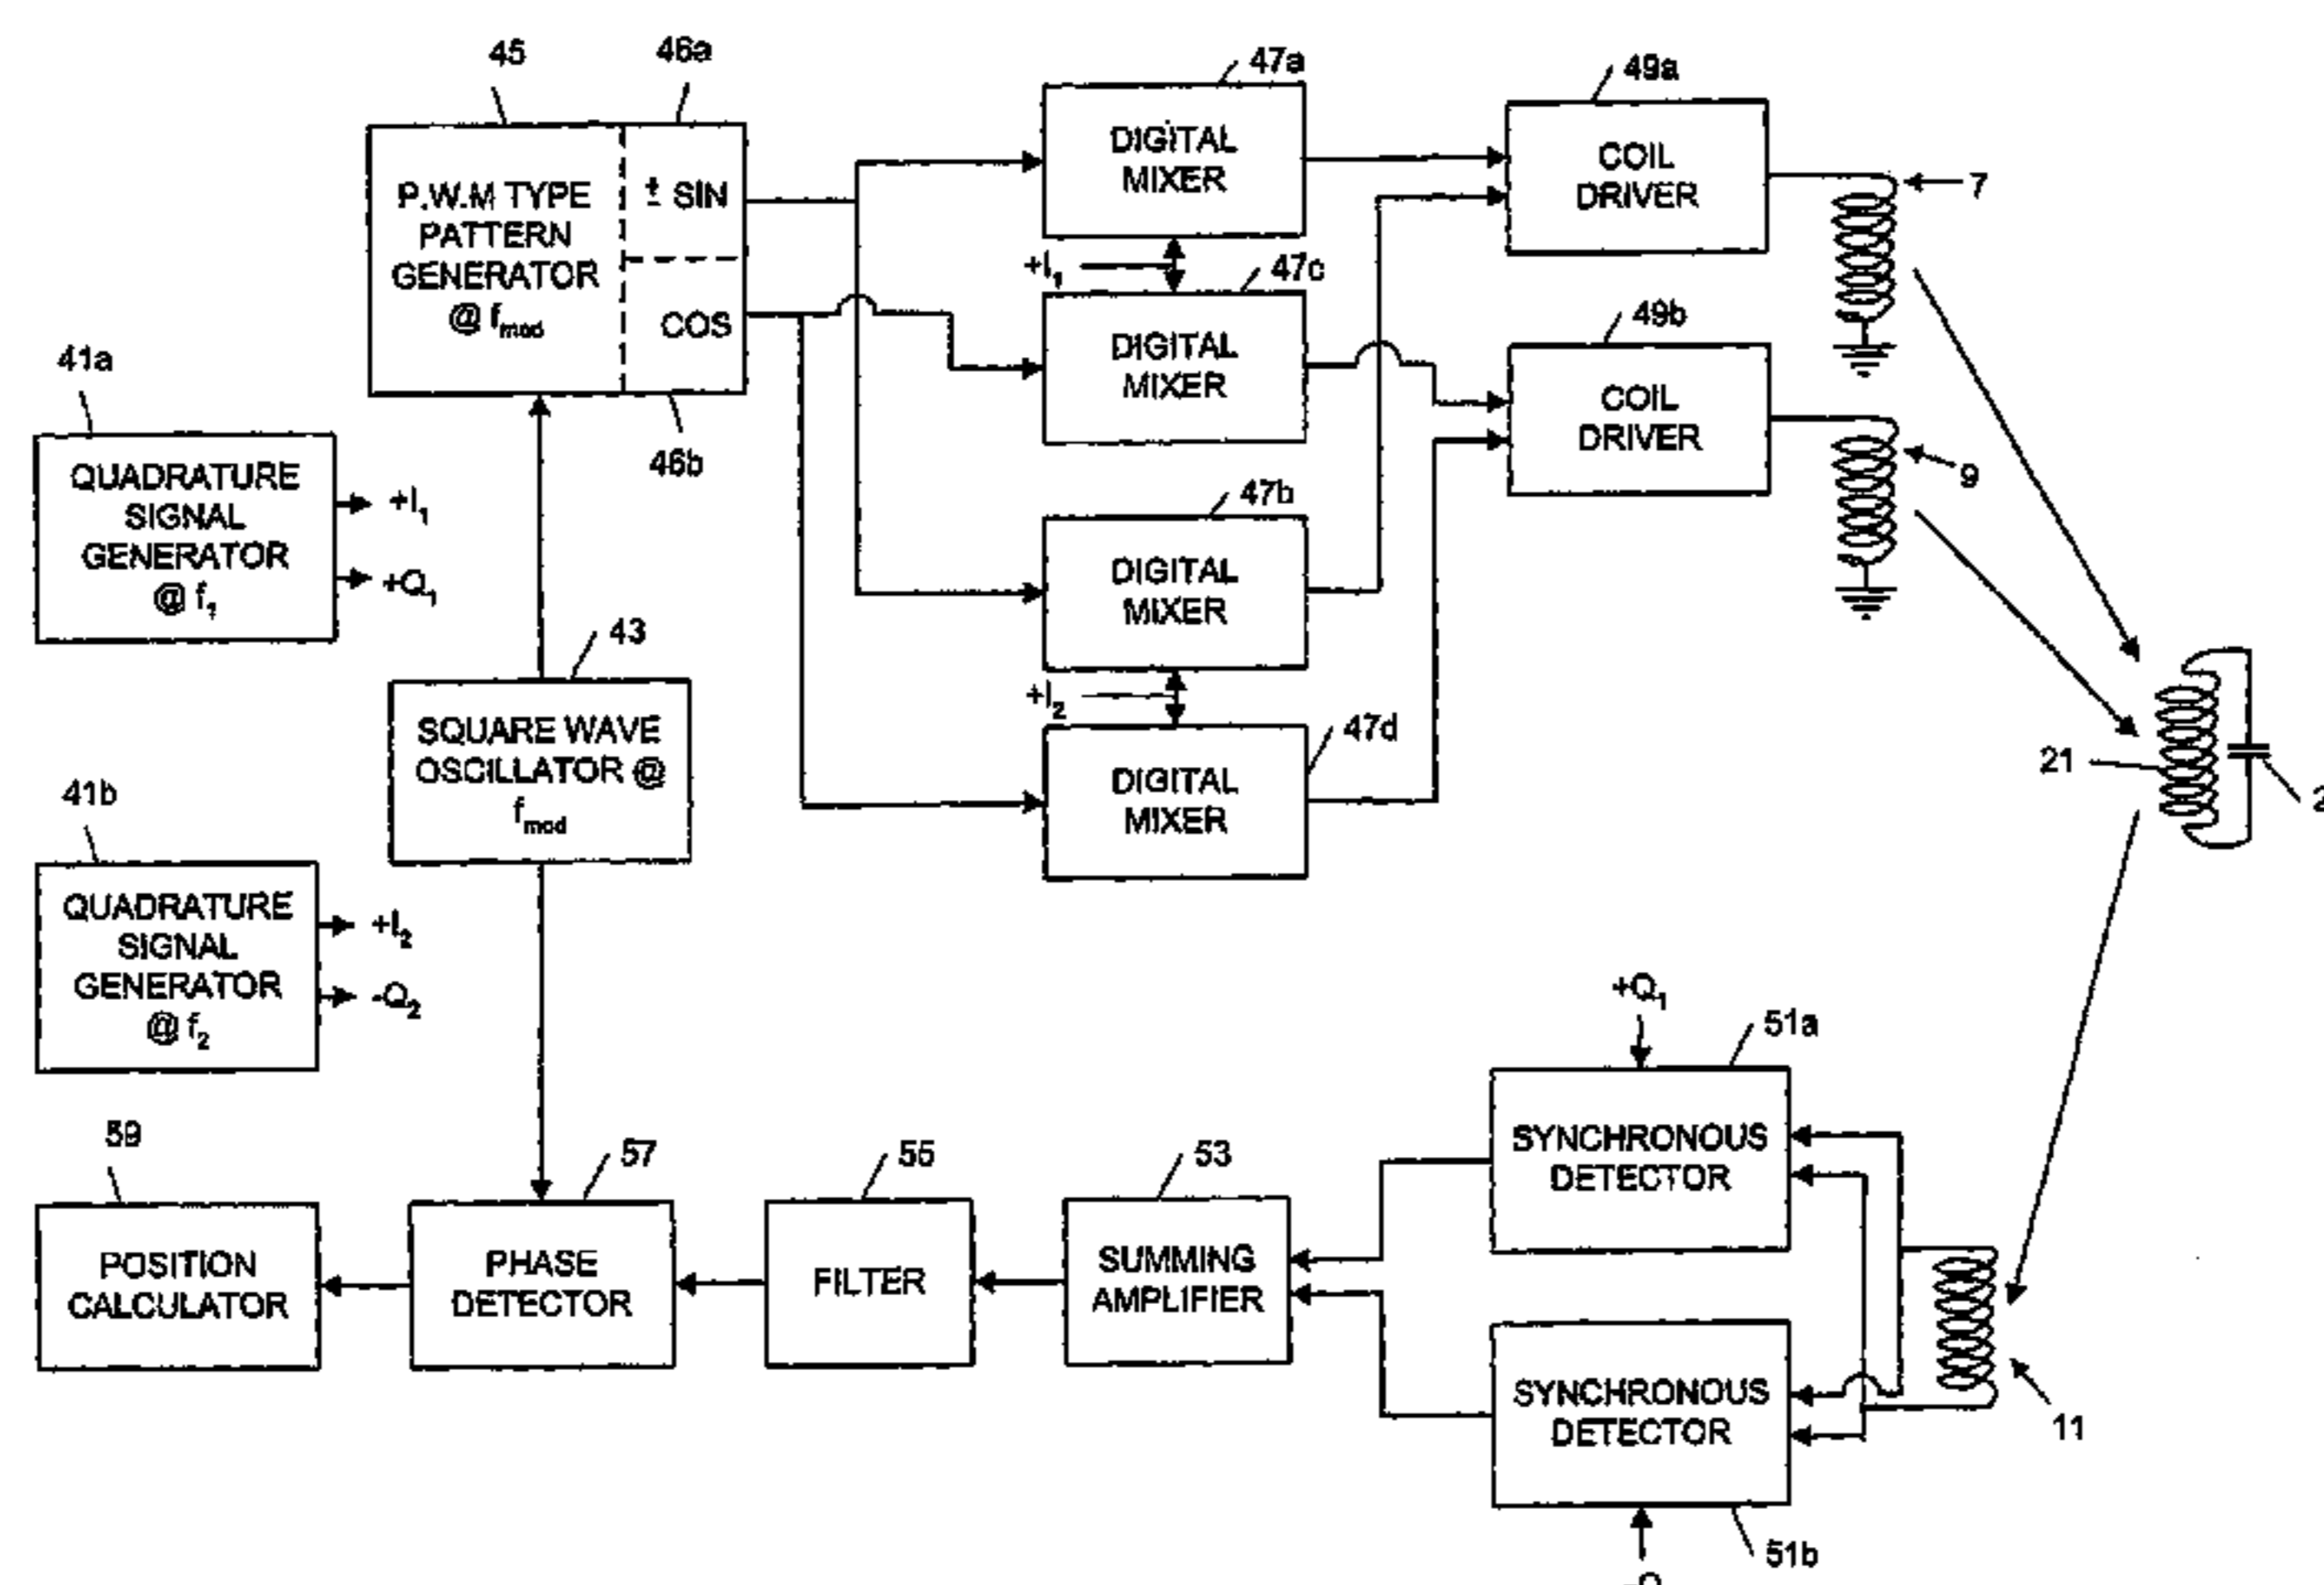 45
46a
47a
49a
P.W.M TYPE
PATTERN
GENERATOR
@ fmod
± SIN
COS
DIGITAL
MIXER
COIL
DRIVER
7
+I1
47c
DIGITAL
MIXER
49b
COIL
DRIVER
9
41a
46b
QUADRATURE
SIGNAL
GENERATOR
@ f1
+I1
+Q1
47b
DIGITAL
MIXER
43
SQUARE WAVE
OSCILLATOR @
fmod
+I2
47d
DIGITAL
MIXER
21
41b
QUADRATURE
SIGNAL
GENERATOR
@ f2
+I2
-Q2
+Q1
51a
SYNCHRONOUS
DETECTOR
59
57
55
53
POSITION
CALCULATOR
PHASE
DETECTOR
FILTER
SUMMING
AMPLIFIER
SYNCHRONOUS
DETECTOR
11
51b